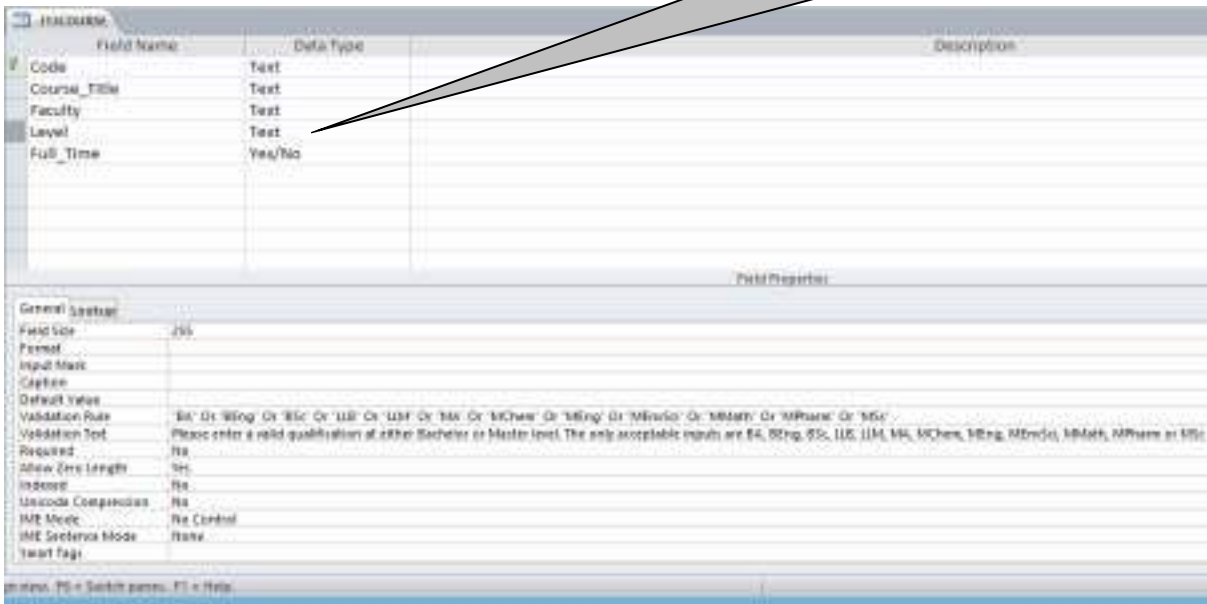 Field Name Data Type Description
Code Text
Course_Title Text
Faculty Text
Level Text
Full_Time Yes/No
Field Properties
General Lookup
Field Size 255
Format
Input Mask
Caption
Default Value
Validation Rule 'BA' Or 'BEng' Or 'BSc' Or 'LLB' Or 'LLM' Or 'MA' Or 'MChem' Or 'MEng' Or 'MEnvSci' Or 'MMath' Or 'MPharm' Or 'MSc'
Validation Text Please enter a valid qualification at either Bachelor or Master level. The only acceptable inputs are BA, BEng, BSc, LLB, LLM, MA, MChem, MEng, MEnvSci, MMath, MPharm or MSc
Required No
Allow Zero Length Yes
Indexed No
Unicode Compression No
IME Mode No Control
IME Sentence Mode None
Smart Tags
view. F6 = Switch panes. F1 = Help.